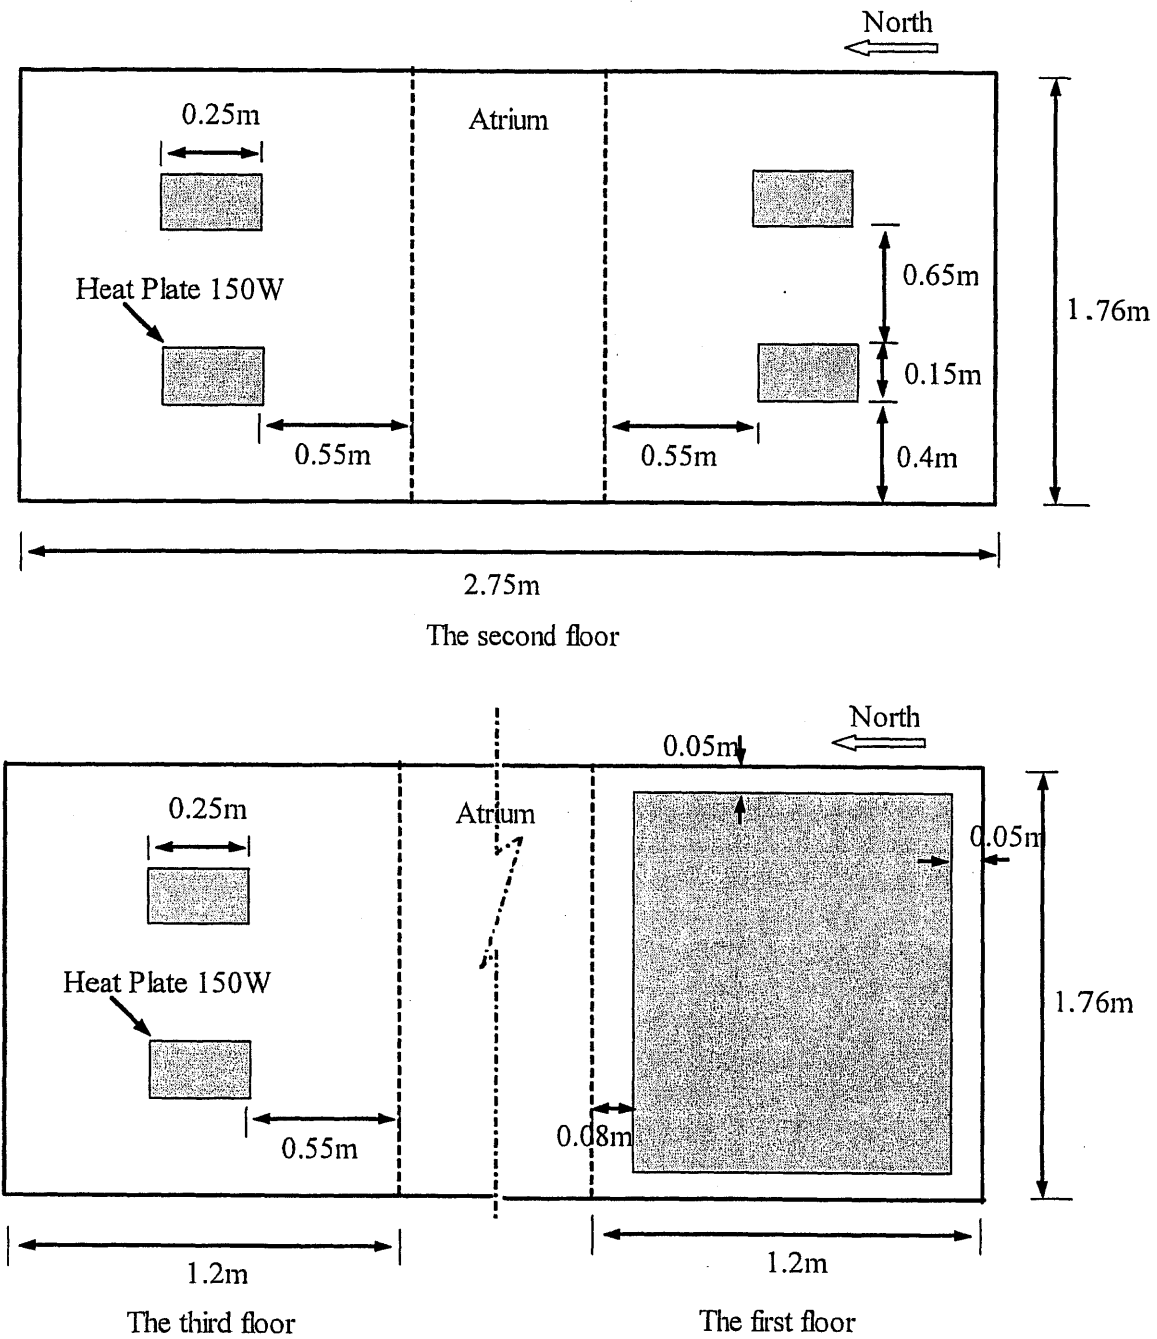 North
0.25m
Atrium
Heat Plate 150W
0.65m
1.76m
0.15m
0.55m
0.55m
0.4m
2.75m
The second floor
North
0.05m
0.25m
Atrium
0.05m
Heat Plate 150W
1.76m
0.08m
0.55m
1.2m
1.2m
The third floor
The first floor